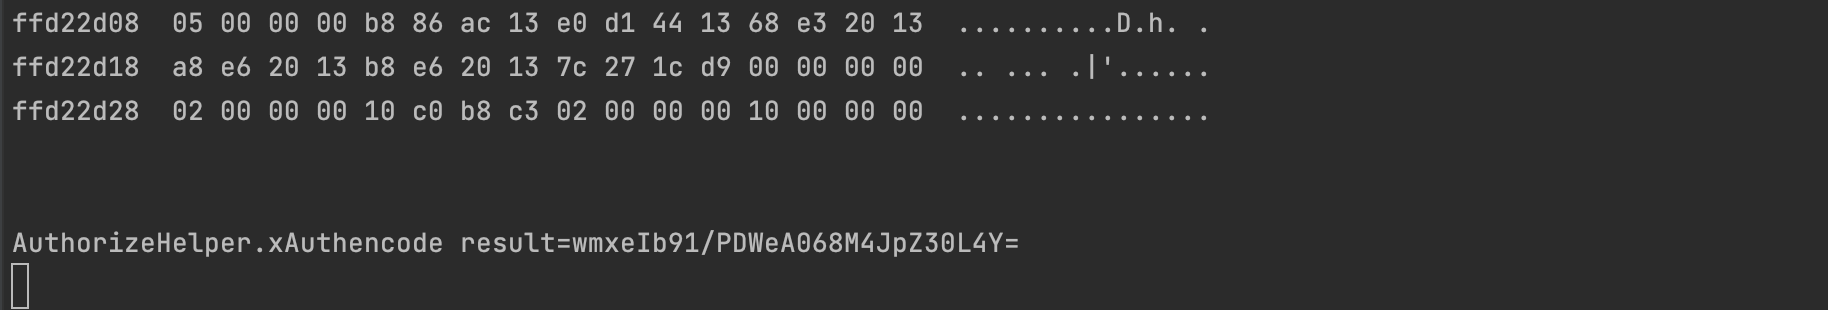 ffd22d08  05 00 00 00 b8 86 ac 13 e0 d1 44 13 68 e3 20 13  ..........D.h. .
ffd22d18  a8 e6 20 13 b8 e6 20 13 7c 27 1c d9 00 00 00 00  .. ... .|'......
ffd22d28  02 00 00 00 10 c0 b8 c3 02 00 00 00 10 00 00 00  ................
AuthorizeHelper.xAuthencode result=wmxeIb91/PDWeA068M4JpZ30L4Y=